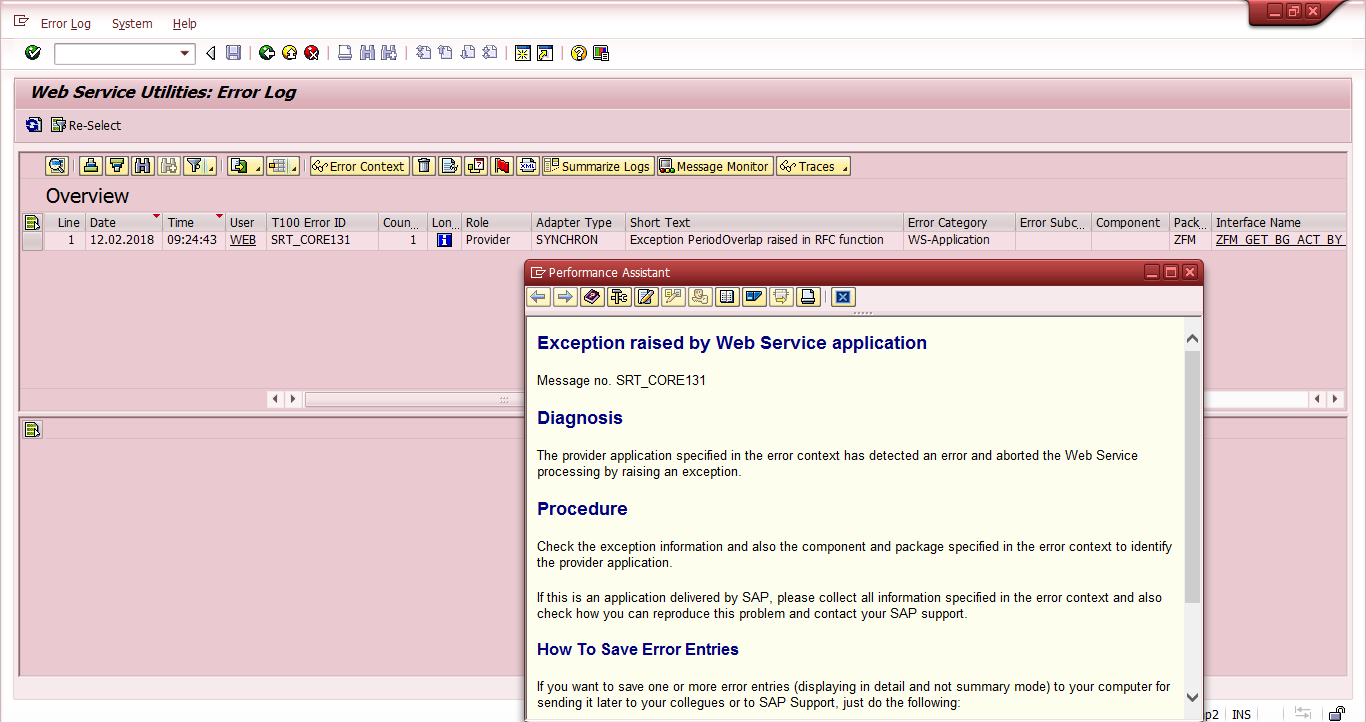 Error Log System Help
Web Service Utilities: Error Log
Re-Select
Error Context Summarize Logs Message Monitor Traces
Overview
Line Date Time User T100 Error ID Coun... Lon... Role Adapter Type Short Text Error Category Error Subc... Component Pack... Interface Name
1 12.02.2018 09:24:43 WEB SRT_CORE131 1 Provider SYNCHRON Exception PeriodOverlap raised in RFC function WS-Application ZFM ZFM_GET_BG_ACT_BY_
Performance Assistant
Exception raised by Web Service application
Message no. SRT_CORE131
Diagnosis
The provider application specified in the error context has detected an error and aborted the Web Service
processing by raising an exception.
Procedure
Check the exception information and also the component and package specified in the error context to identify
the provider application.
If this is an application delivered by SAP, please collect all information specified in the error context and also
check how you can reproduce this problem and contact your SAP support.
How To Save Error Entries
If you want to save one or more error entries (displaying in detail and not summary mode) to your computer for
sending it later to your collegues or to SAP Support, just do the following:
p2 INS